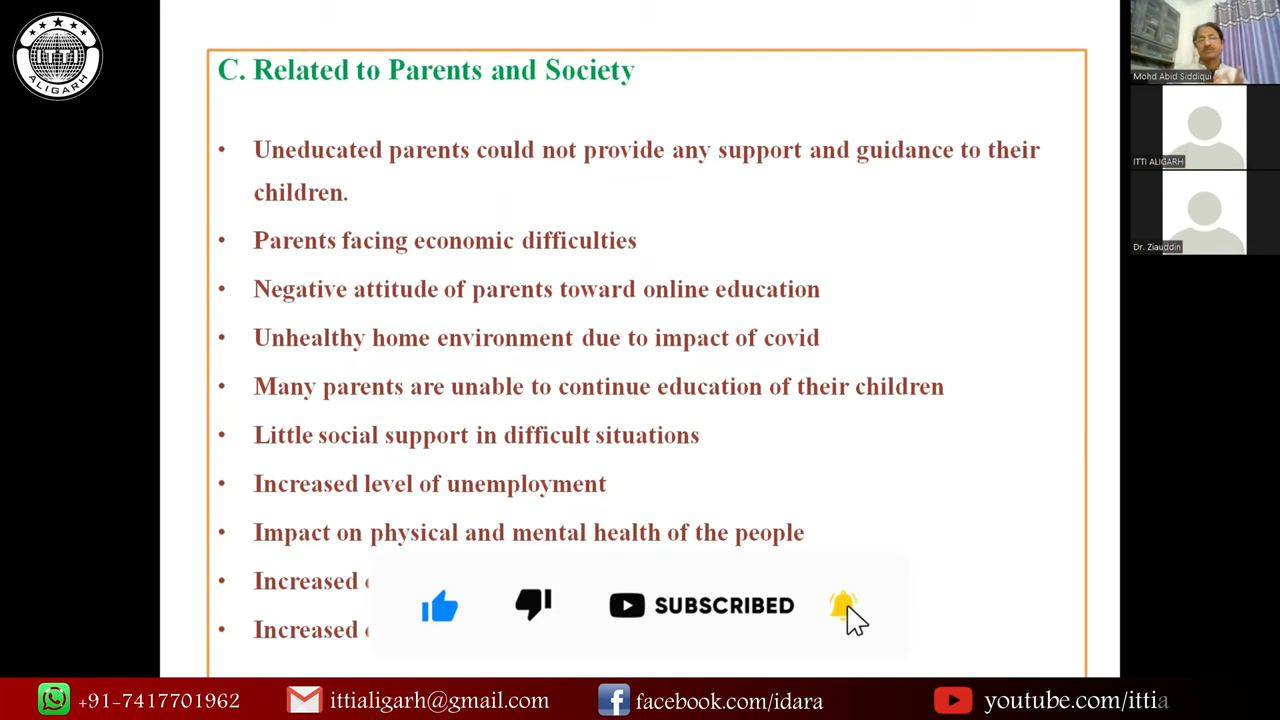 ITTI
ALIGARH
C. Related to Parents and Society
• Uneducated parents could not provide any support and guidance to their
children.
• Parents facing economic difficulties
• Negative attitude of parents toward online education
• Unhealthy home environment due to impact of covid
• Many parents are unable to continue education of their children
• Little social support in difficult situations
• Increased level of unemployment
• Impact on physical and mental health of the people
• Increased
• Increased
SUBSCRIBED
Mohd Abid Siddiqui
ITTI ALIGARH
Dr. Ziauddin
+91-7417701962
ittialigarh@gmail.com
facebook.com/idara
youtube.com/ittia